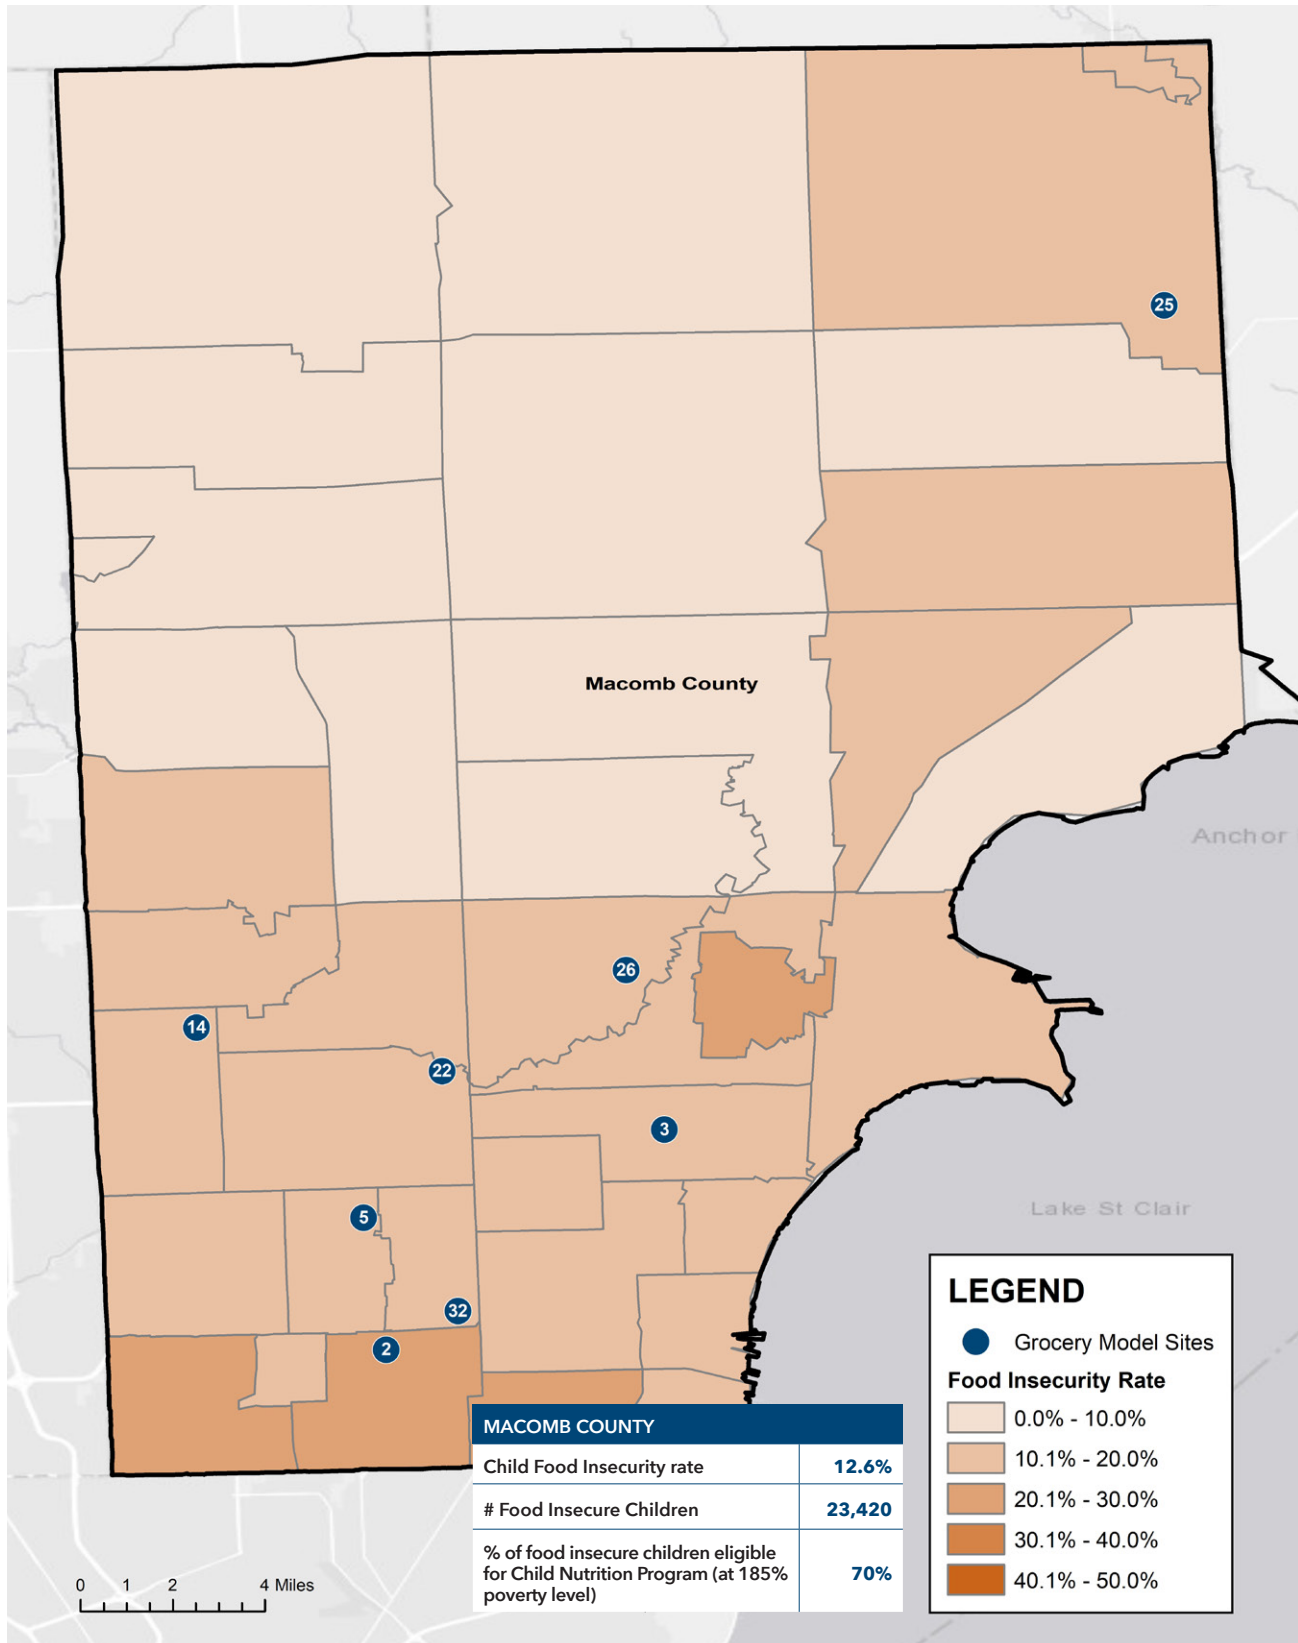 25
Macomb County
Anchor
26
14
22
3
5
Lake St Clair
32
2
LEGEND
Grocery Model Sites
Food Insecurity Rate
0.0% - 10.0%
10.1% - 20.0%
20.1% - 30.0%
30.1% - 40.0%
40.1% - 50.0%
MACOMB COUNTY
Child Food Insecurity rate 12.6%
# Food Insecure Children 23,420
% of food insecure children eligible
for Child Nutrition Program (at 185% 70%
poverty level)
0 1 2 4 Miles